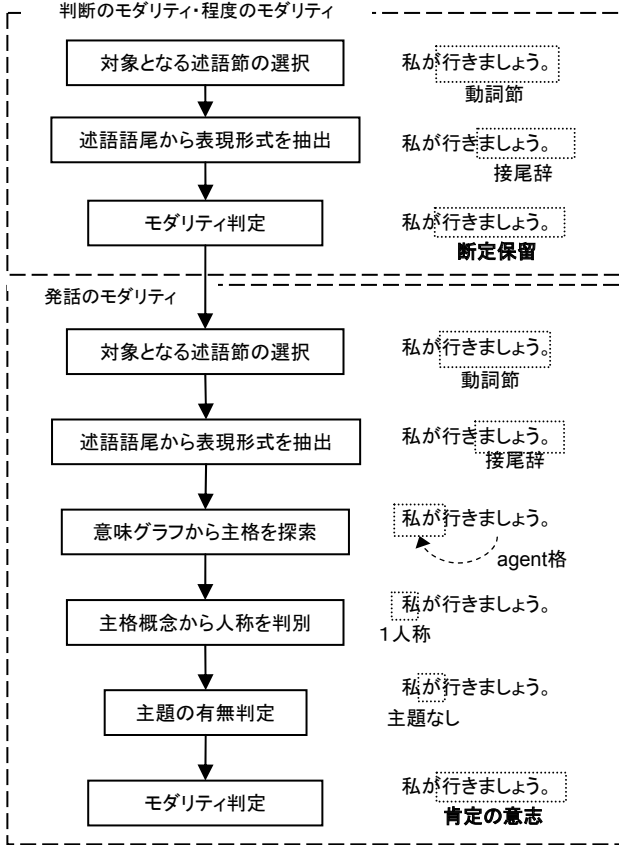 判断のモダリティ・程度のモダリティ
対象となる述語節の選択
私が行きましょう。
動詞節
述語語尾から表現形式を抽出
私が行きましょう。
接尾辞
モダリティ判定
私が行きましょう。
断定保留
発話のモダリティ
対象となる述語節の選択
私が行きましょう。
動詞節
述語語尾から表現形式を抽出
私が行きましょう。
接尾辞
意味グラフから主格を探索
私が行きましょう。
agent格
主格概念から人称を判別
私が行きましょう。
1人称
主題の有無判定
私が行きましょう。
主題なし
モダリティ判定
私が行きましょう。
肯定の意志